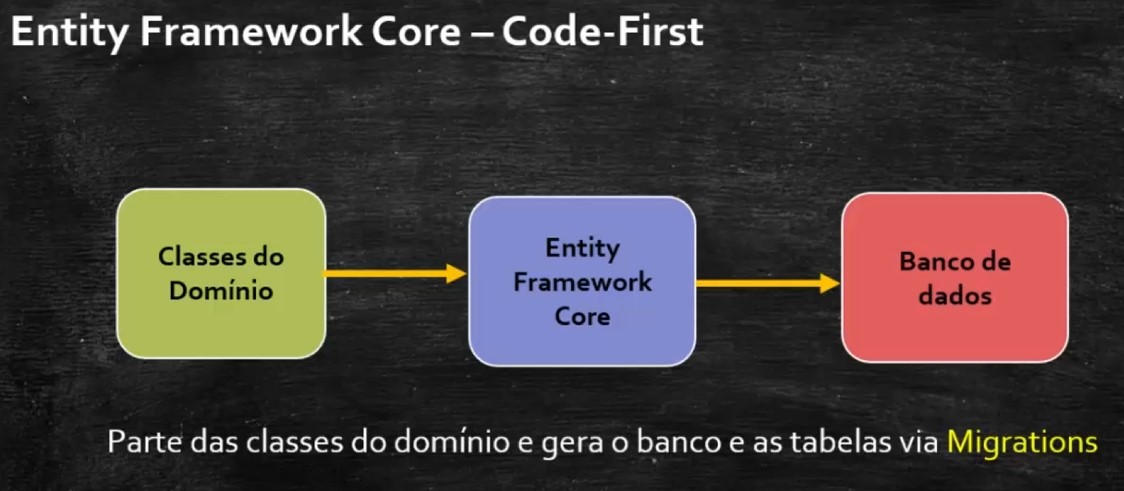 Entity Framework Core – Code-First
Classes do
Domínio
Entity
Framework
Core
Banco de
dados
Parte das classes do domínio e gera o banco e as tabelas via Migrations